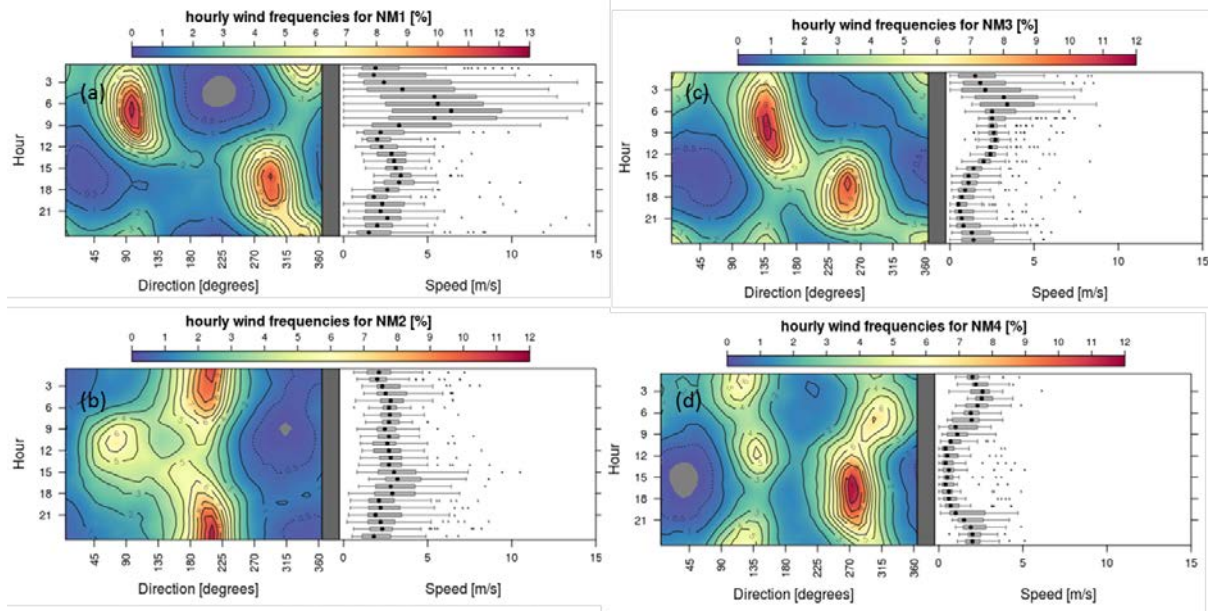 hourly wind frequencies for NM1 [%]
0 1 2 3 4 5 6 7 8 9 10 11 12 13
(a)
Hour
3
6
9
12
15
18
21
45 90 135 180 225 270 315 360
Direction [degrees]
0 5 10 15
Speed [m/s]
hourly wind frequencies for NM3 [%]
0 1 2 3 4 5 6 7 8 9 10 11 12
(c)
Hour
3
6
9
12
15
18
21
45 90 135 180 225 270 315 360
Direction [degrees]
0 5 10 15
Speed [m/s]
hourly wind frequencies for NM2 [%]
0 1 2 3 4 5 6 7 8 9 10 11 12
(b)
Hour
3
6
9
12
15
18
21
45 90 135 180 225 270 315 360
Direction [degrees]
0 5 10 15
Speed [m/s]
hourly wind frequencies for NM4 [%]
0 1 2 3 4 5 6 7 8 9 10 11 12
(d)
Hour
3
6
9
12
15
18
21
45 90 135 180 225 270 315 360
Direction [degrees]
0 5 10 15
Speed [m/s]